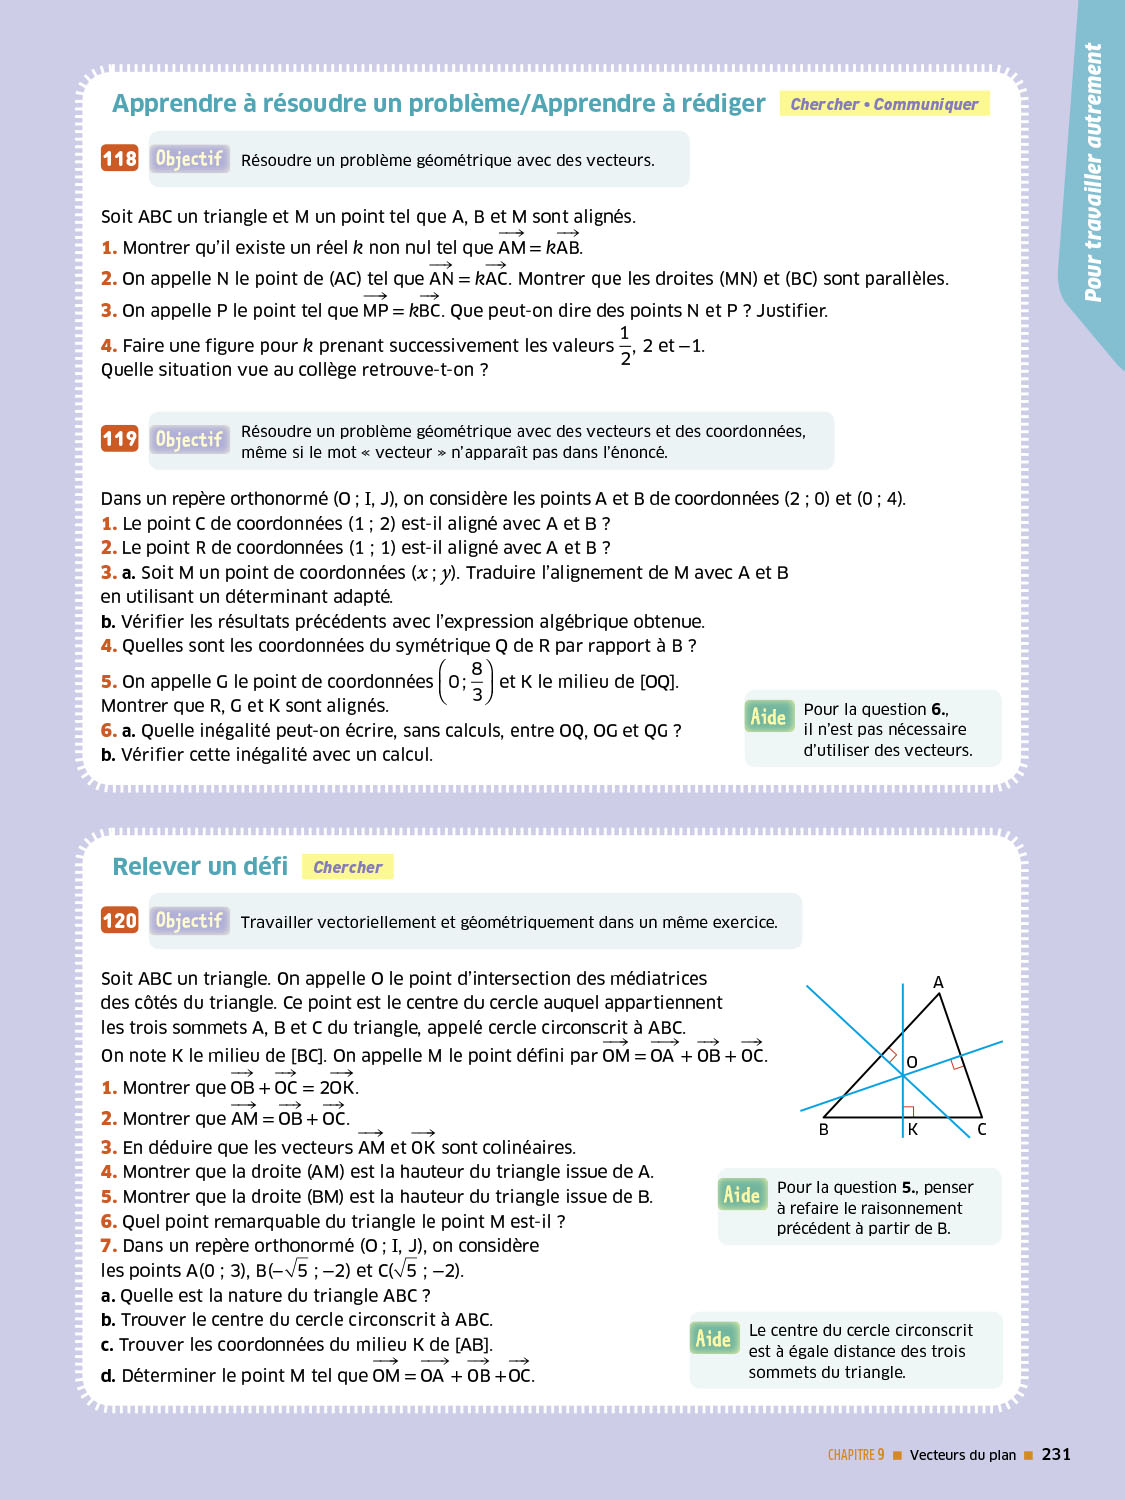 Pour travailler autrement
Apprendre à résoudre un problème/Apprendre à rédiger Chercher • Communiquer
118 Objectif Résoudre un problème géométrique avec des vecteurs.
Soit ABC un triangle et M un point tel que A, B et M sont alignés.
1. Montrer qu’il existe un réel k non nul tel que \overrightarrow{AM} = k\overrightarrow{AB}.
2. On appelle N le point de (AC) tel que \overrightarrow{AN} = k\overrightarrow{AC}. Montrer que les droites (MN) et (BC) sont parallèles.
3. On appelle P le point tel que \overrightarrow{MP} = k\overrightarrow{BC}. Que peut-on dire des points N et P ? Justifier.
4. Faire une figure pour k prenant successivement les valeurs \frac{1}{2}, 2 et −1.
Quelle situation vue au collège retrouve-t-on ?
119 Objectif Résoudre un problème géométrique avec des vecteurs et des coordonnées,
même si le mot « vecteur » n’apparaît pas dans l’énoncé.
Dans un repère orthonormé (O ; I, J), on considère les points A et B de coordonnées (2 ; 0) et (0 ; 4).
1. Le point C de coordonnées (1 ; 2) est-il aligné avec A et B ?
2. Le point R de coordonnées (1 ; 1) est-il aligné avec A et B ?
3. a. Soit M un point de coordonnées (x ; y). Traduire l’alignement de M avec A et B
en utilisant un déterminant adapté.
b. Vérifier les résultats précédents avec l’expression algébrique obtenue.
4. Quelles sont les coordonnées du symétrique Q de R par rapport à B ?
5. On appelle G le point de coordonnées (0 ; \frac{8}{3}) et K le milieu de [OQ].
Montrer que R, G et K sont alignés.
6. a. Quelle inégalité peut-on écrire, sans calculs, entre OQ, OG et QG ?
b. Vérifier cette inégalité avec un calcul.
Aide Pour la question 6.,
il n’est pas nécessaire
d’utiliser des vecteurs.
Relever un défi Chercher
120 Objectif Travailler vectoriellement et géométriquement dans un même exercice.
Soit ABC un triangle. On appelle O le point d’intersection des médiatrices
des côtés du triangle. Ce point est le centre du cercle auquel appartiennent
les trois sommets A, B et C du triangle, appelé cercle circonscrit à ABC.
On note K le milieu de [BC]. On appelle M le point défini par \overrightarrow{OM} = \overrightarrow{OA} + \overrightarrow{OB} + \overrightarrow{OC}.
1. Montrer que \overrightarrow{OB} + \overrightarrow{OC} = 2\overrightarrow{OK}.
2. Montrer que \overrightarrow{AM} = \overrightarrow{OB} + \overrightarrow{OC}.
3. En déduire que les vecteurs \overrightarrow{AM} et \overrightarrow{OK} sont colinéaires.
4. Montrer que la droite (AM) est la hauteur du triangle issue de A.
5. Montrer que la droite (BM) est la hauteur du triangle issue de B.
6. Quel point remarquable du triangle le point M est-il ?
7. Dans un repère orthonormé (O ; I, J), on considère
les points A(0 ; 3), B(−√5 ; −2) et C(√5 ; −2).
a. Quelle est la nature du triangle ABC ?
b. Trouver le centre du cercle circonscrit à ABC.
c. Trouver les coordonnées du milieu K de [AB].
d. Déterminer le point M tel que \overrightarrow{OM} = \overrightarrow{OA} + \overrightarrow{OB} + \overrightarrow{OC}.
A
O
B K C
Aide Pour la question 5., penser
à refaire le raisonnement
précédent à partir de B.
Aide Le centre du cercle circonscrit
est à égale distance des trois
sommets du triangle.
CHAPITRE 9 ■ Vecteurs du plan ■ 231